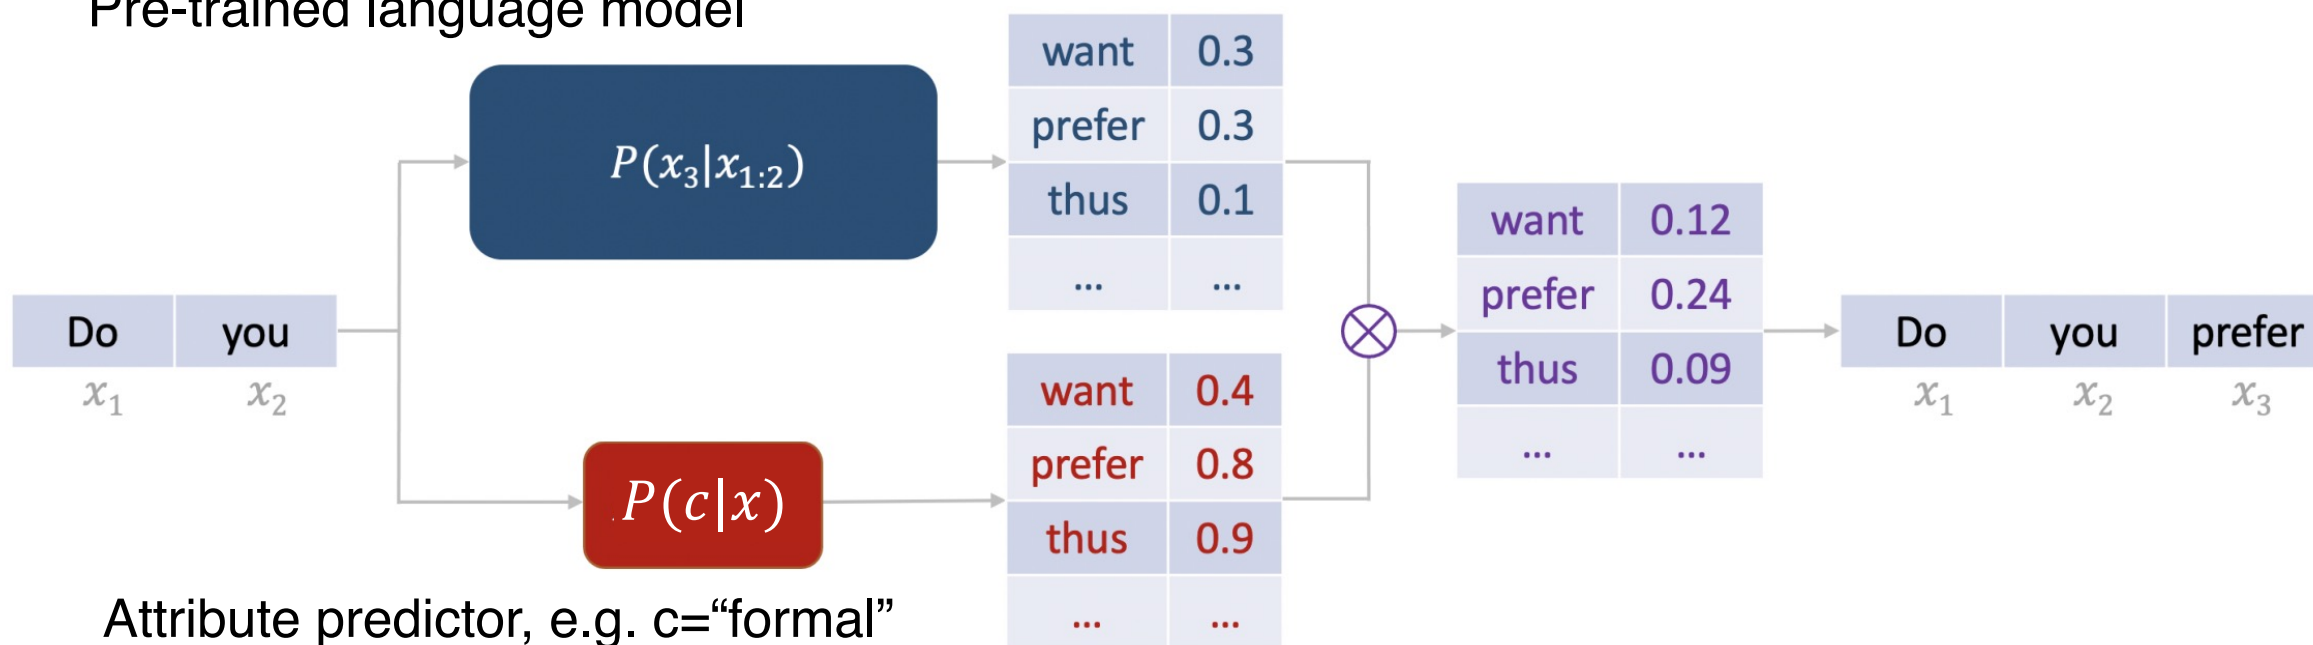 Pre-trained language model
want 0.3
prefer 0.3
thus 0.1
... ...
P(x₃|x₁:₂)
Do you
x₁ x₂
P(c|x)
Attribute predictor, e.g. c=“formal”
want 0.4
prefer 0.8
thus 0.9
... ...
want 0.12
prefer 0.24
thus 0.09
... ...
Do you prefer
x₁ x₂ x₃